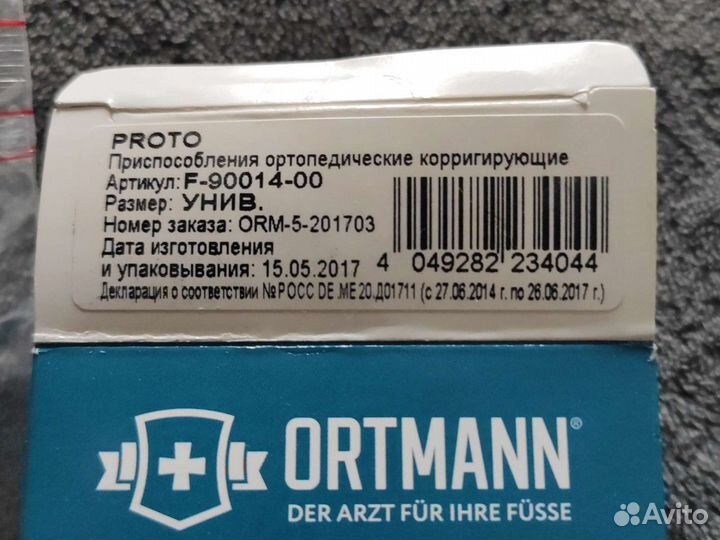 PROTO
Приспособления ортопедические корригирующие
Артикул: F-90014-00
Размер: УНИВ.
Номер заказа: ORM-5-201703
Дата изготовления
и упаковывания: 15.05.2017
4 049282 234044
Декларация о соответствии № РОСС DE .МЕ20.Д01711 (с 27.06.2014 г. по 26.06.2017 г.)
ORTMANN®
DER ARZT FÜR IHRE FÜSSE
Avito